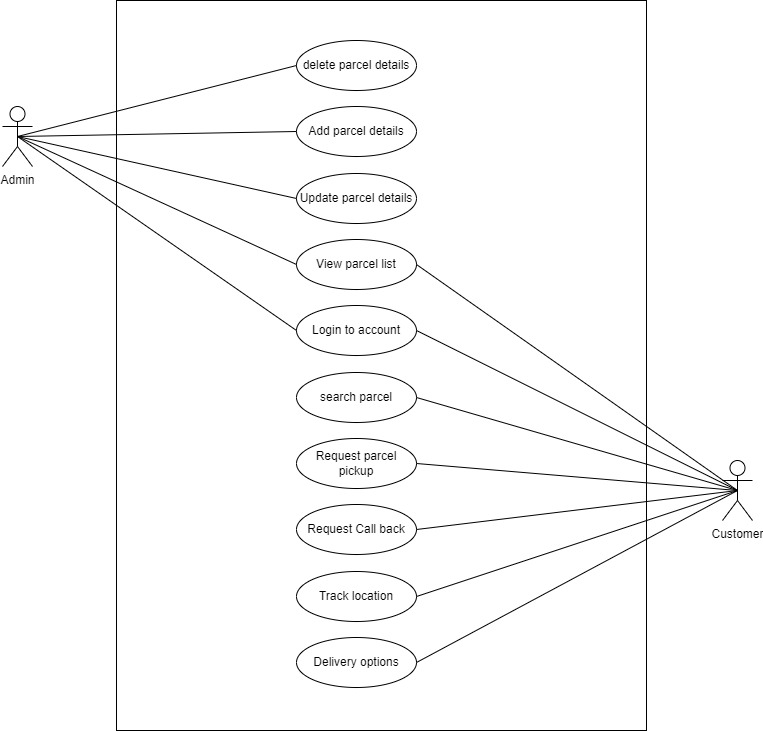 delete parcel details
Add parcel details
Admin
Update parcel details
View parcel list
Login to account
search parcel
Request parcel
pickup
Request Call back
Customer
Track location
Delivery options